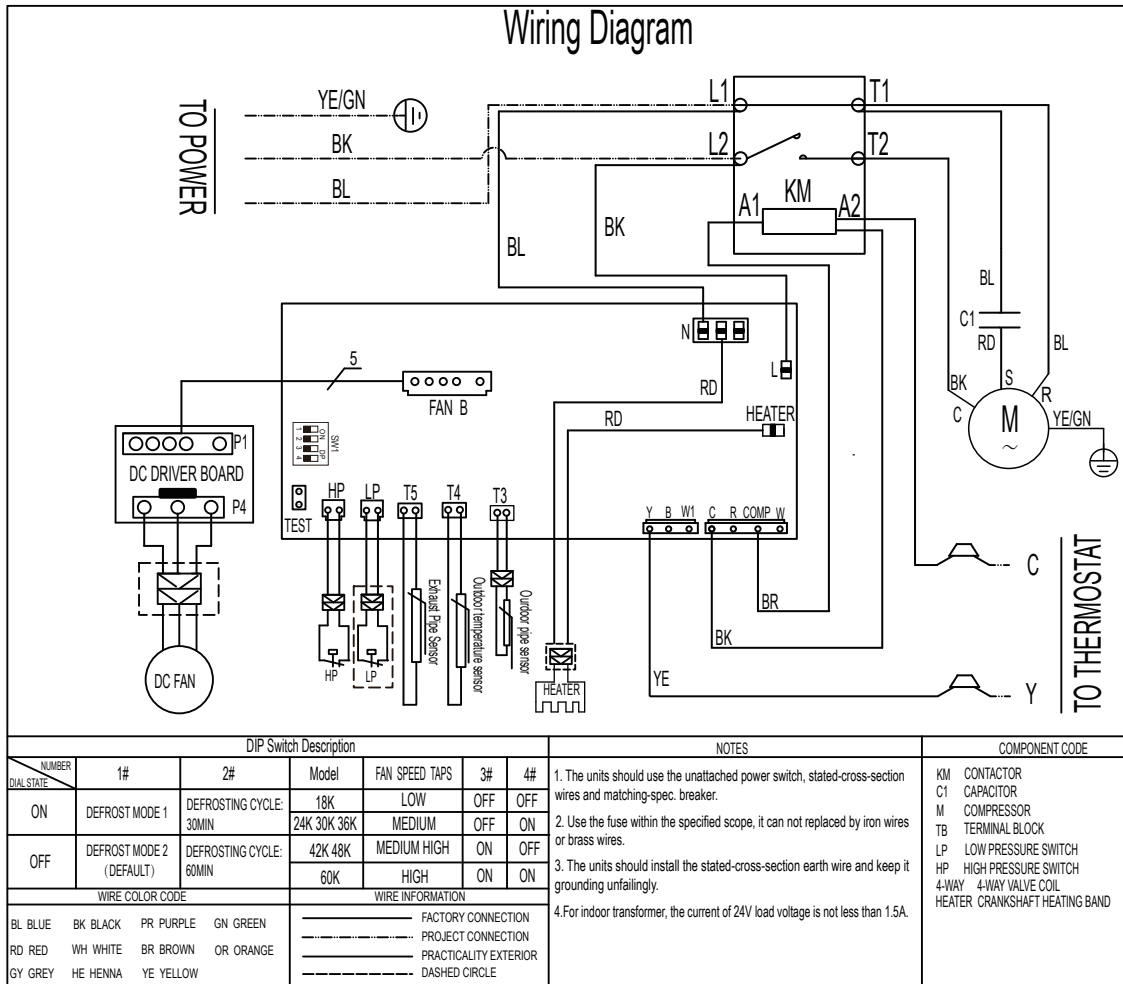 Wiring Diagram
TO POWER
YE/GN
BK
BL
L1
T1
L2
T2
KM
A1
A2
BL
BK
BL
C1
RD
BL
BK
S
R
C
M
~
YE/GN
N
L
RD
RD
HEATER
5
FAN B
P1
DC DRIVER BOARD
P4
DC FAN
1 2 3 4
ON DP
SW1
TEST
HP
LP
T5
T4
T3
Y B W1
C R COMP W
Exhaust Pipe Sensor
Outdoor temperature sensor
Ourdoor pipe sensor
HP
LP
HEATER
BR
BK
YE
C
Y
TO THERMOSTAT
DIP Switch Description
NUMBER
DIAL STATE
1# 2# Model FAN SPEED TAPS 3# 4#
ON DEFROST MODE 1 DEFROSTING CYCLE:
30MIN
18K LOW OFF OFF
24K 30K 36K MEDIUM OFF ON
OFF DEFROST MODE 2
(DEFAULT)
DEFROSTING CYCLE:
60MIN
42K 48K MEDIUM HIGH ON OFF
60K HIGH ON ON
WIRE COLOR CODE
BL BLUE BK BLACK PR PURPLE GN GREEN
RD RED WH WHITE BR BROWN OR ORANGE
GY GREY HE HENNA YE YELLOW
WIRE INFORMATION
FACTORY CONNECTION
PROJECT CONNECTION
PRACTICALITY EXTERIOR
DASHED CIRCLE
NOTES
1. The units should use the unattached power switch, stated-cross-section
wires and matching-spec. breaker.
2. Use the fuse within the specified scope, it can not replaced by iron wires
or brass wires.
3. The units should install the stated-cross-section earth wire and keep it
grounding unfailingly.
4.For indoor transformer, the current of 24V load voltage is not less than 1.5A.
COMPONENT CODE
KM CONTACTOR
C1 CAPACITOR
M COMPRESSOR
TB TERMINAL BLOCK
LP LOW PRESSURE SWITCH
HP HIGH PRESSURE SWITCH
4-WAY 4-WAY VALVE COIL
HEATER CRANKSHAFT HEATING BAND